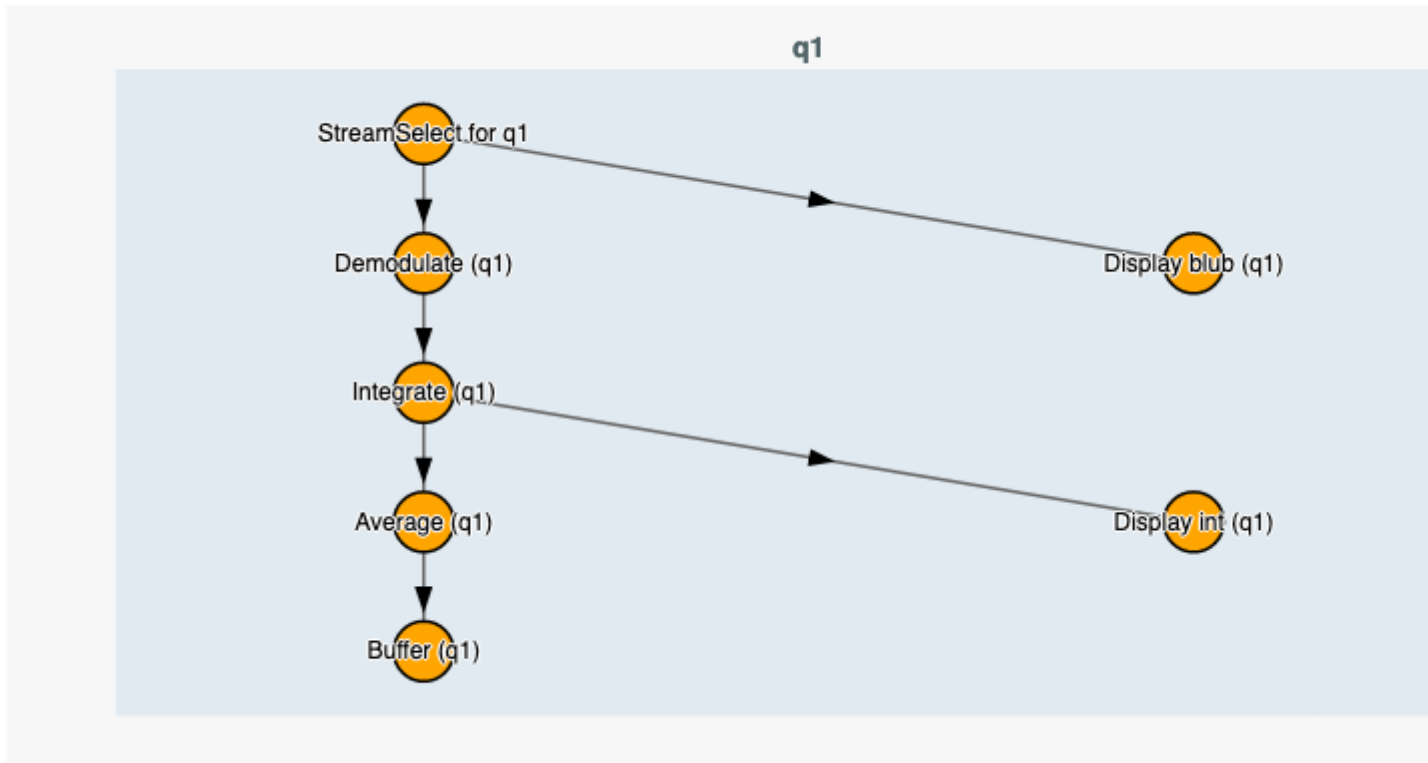 q1
StreamSelect for q1
Demodulate (q1)
Display blub (q1)
Integrate (q1)
Average (q1)
Display int (q1)
Buffer (q1)